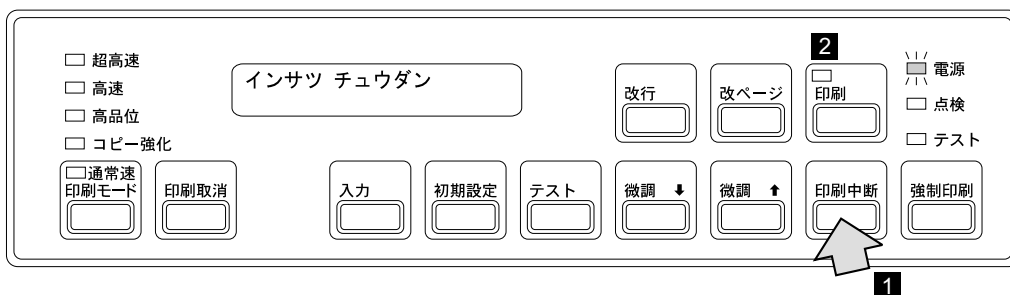 超高速
高速
高品位
コピー強化
通常速
印刷モード
印刷取消
インサツ チュウダン
入力
初期設定
テスト
改行
改ページ
2
印刷
微調 ⬇
微調 ⬆
印刷中断
強制印刷
電源
点検
テスト
1